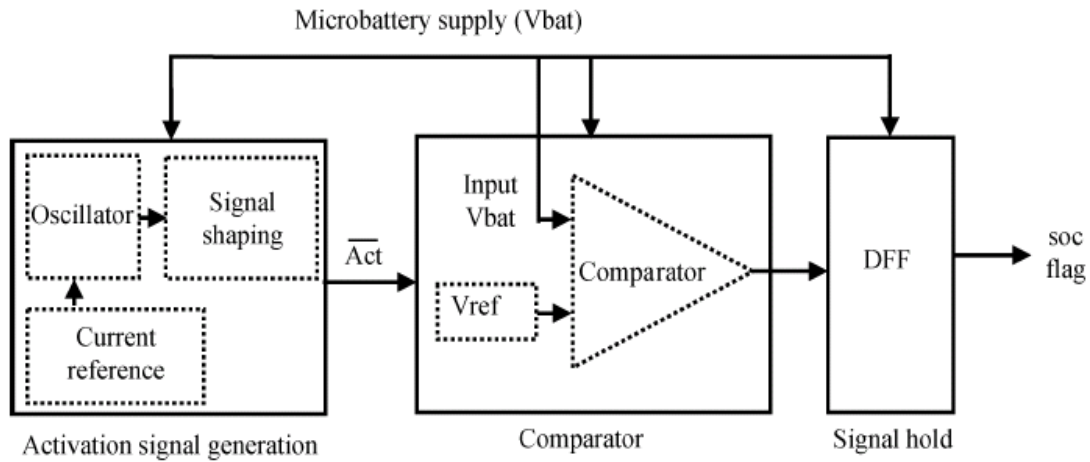 Microbattery supply (Vbat)
Oscillator
Signal
shaping
Current
reference
Activation signal generation
Act
Input
Vbat
Vref
Comparator
Comparator
DFF
Signal hold
soc
flag